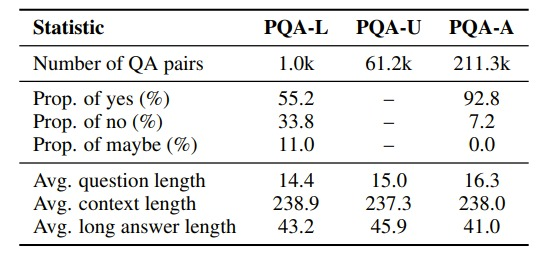 Statistic PQA-L PQA-U PQA-A
Number of QA pairs 1.0k 61.2k 211.3k
Prop. of yes (%) 55.2 – 92.8
Prop. of no (%) 33.8 – 7.2
Prop. of maybe (%) 11.0 – 0.0
Avg. question length 14.4 15.0 16.3
Avg. context length 238.9 237.3 238.0
Avg. long answer length 43.2 45.9 41.0